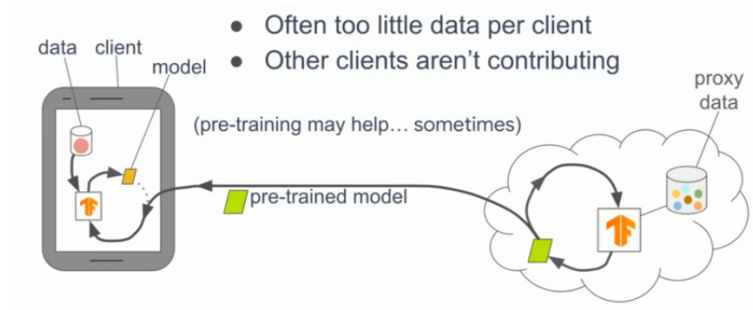 ● Often too little data per client
● Other clients aren't contributing
data client
model
proxy
data
(pre-training may help... sometimes)
pre-trained model